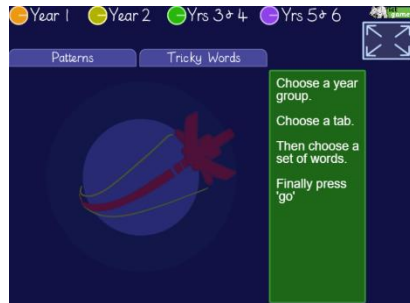 Year 1 Year 2 Yrs 3 & 4 Yrs 5 & 6
Patterns Tricky Words
Choose a year
group.
Choose a tab.
Then choose a
set of words.
Finally press
'go'